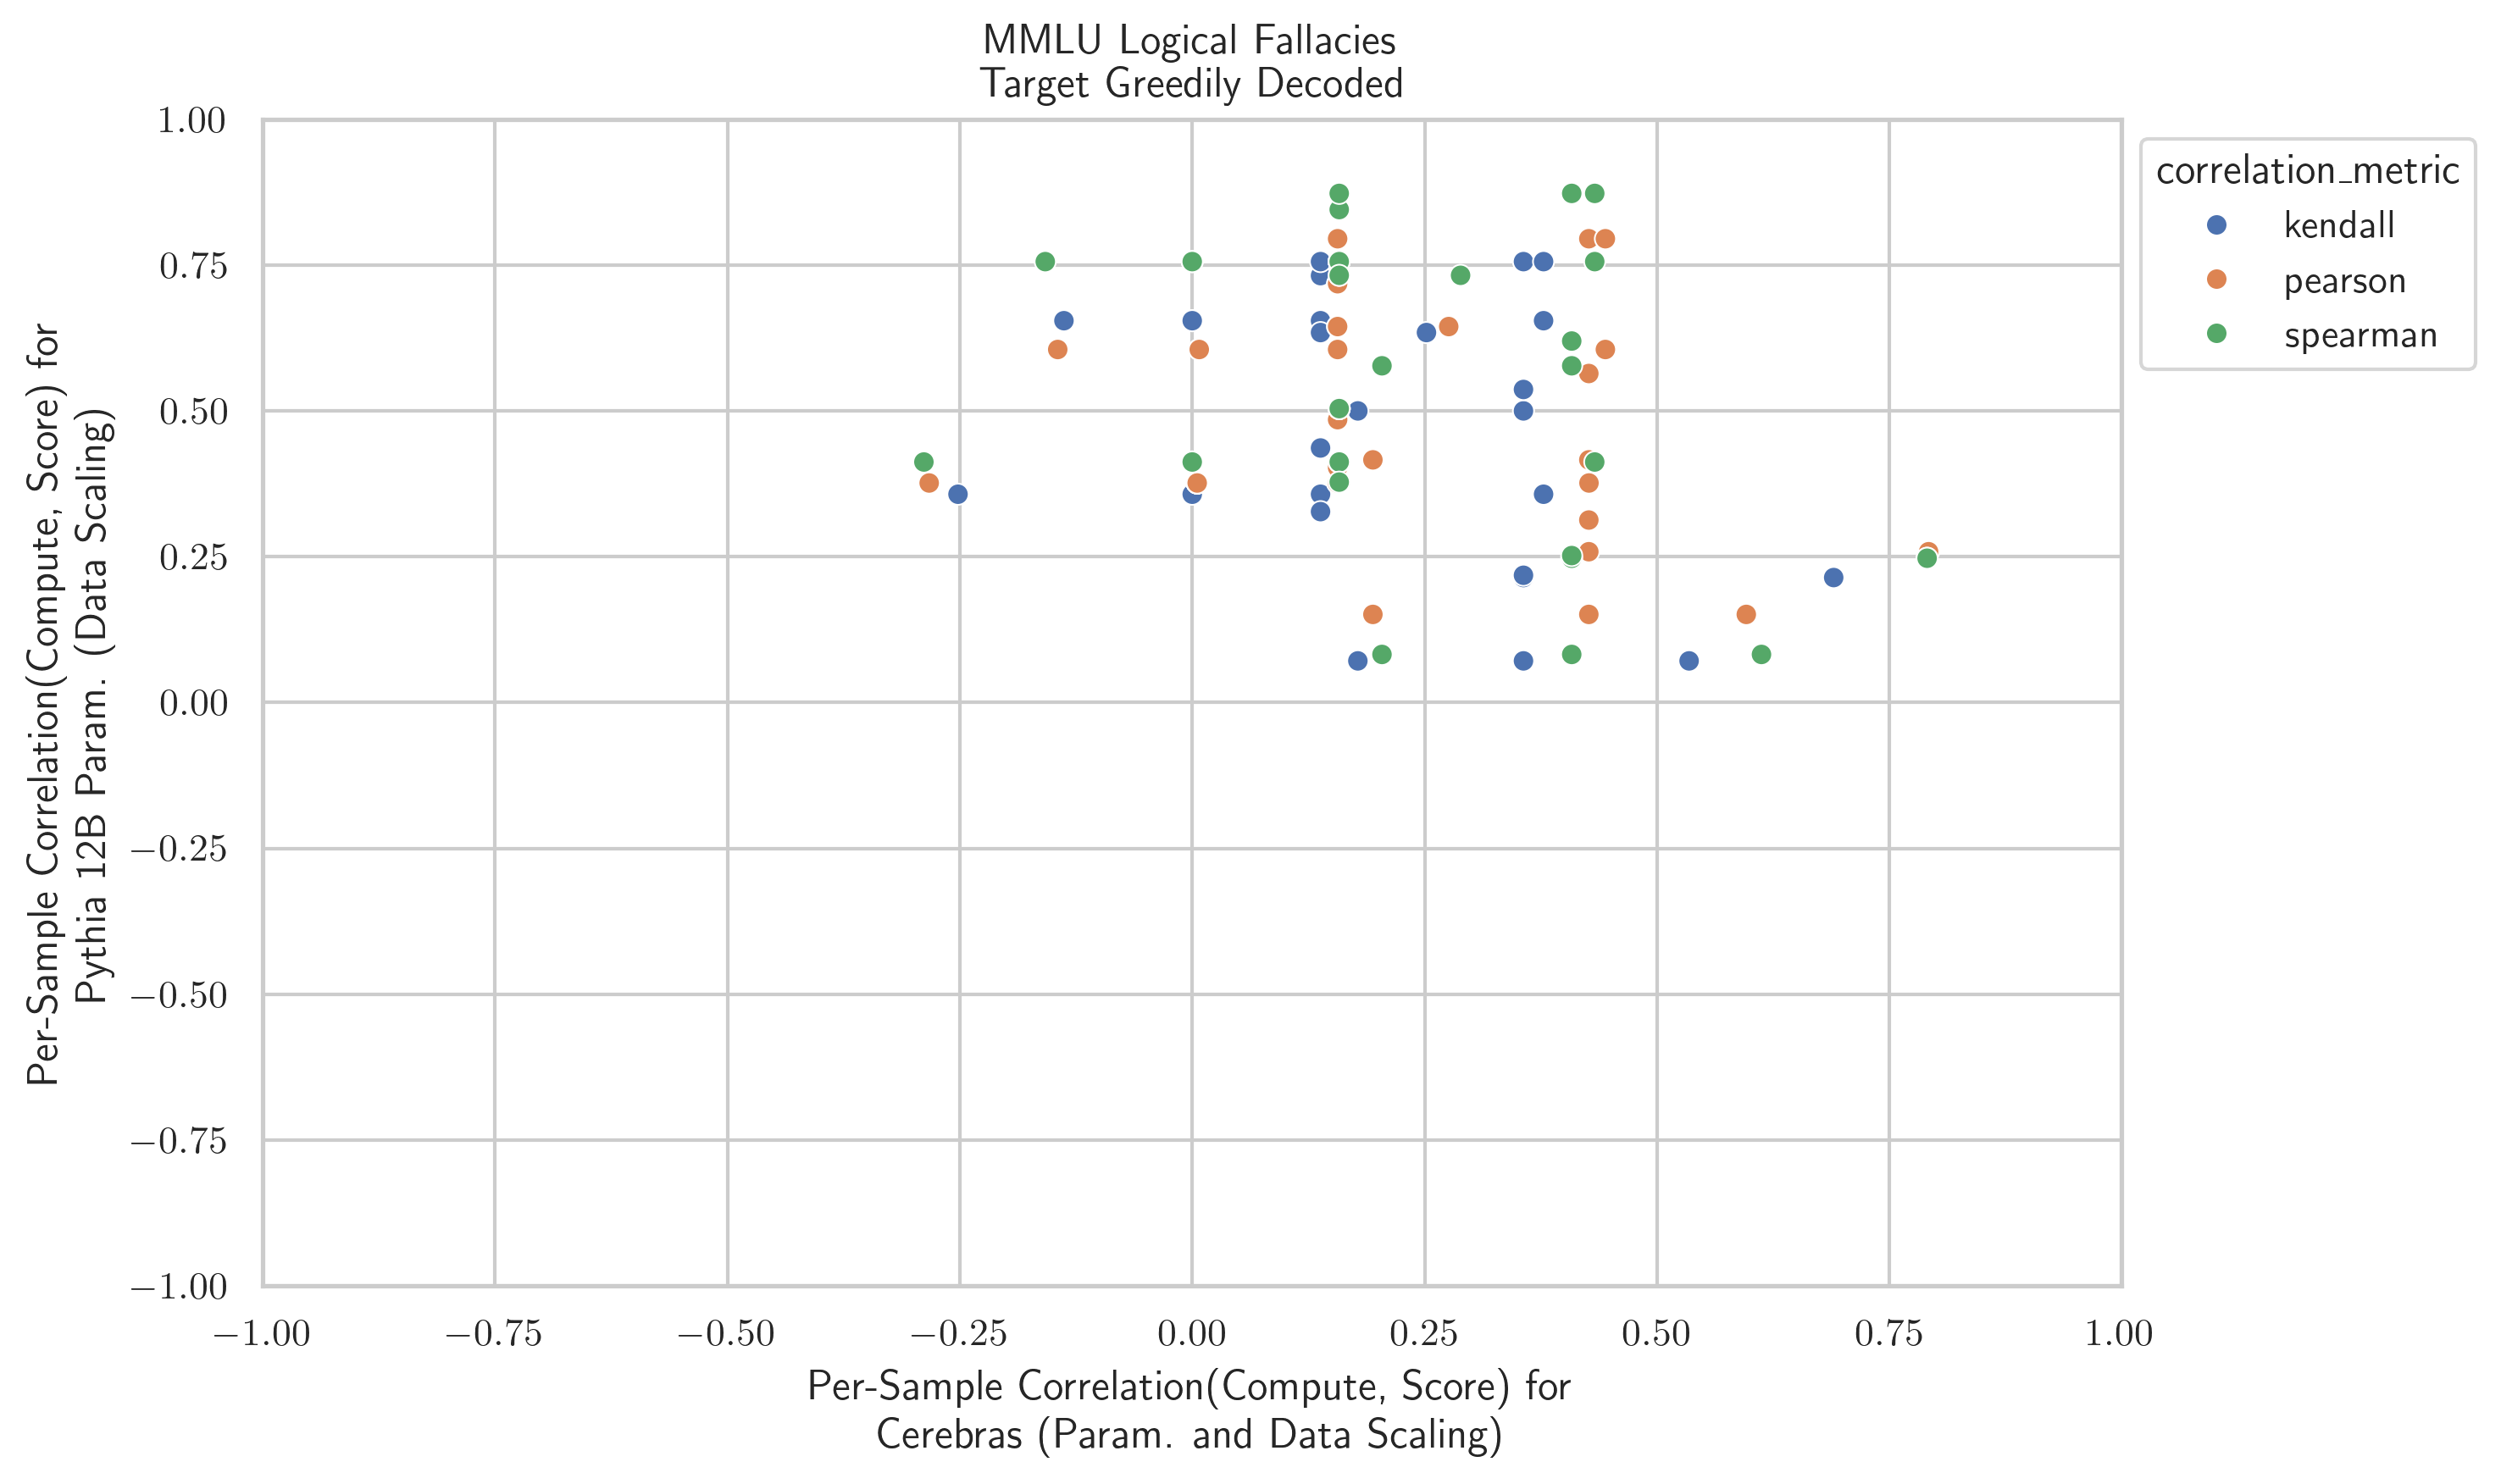 MMLU Logical Fallacies
Target Greedily Decoded
Per-Sample Correlation(Compute, Score) for
Pythia 12B Param. (Data Scaling)
1.00
0.75
0.50
0.25
0.00
−0.25
−0.50
−0.75
−1.00
−1.00 −0.75 −0.50 −0.25 0.00 0.25 0.50 0.75 1.00
Per-Sample Correlation(Compute, Score) for
Cerebras (Param. and Data Scaling)
correlation_metric
kendall
pearson
spearman